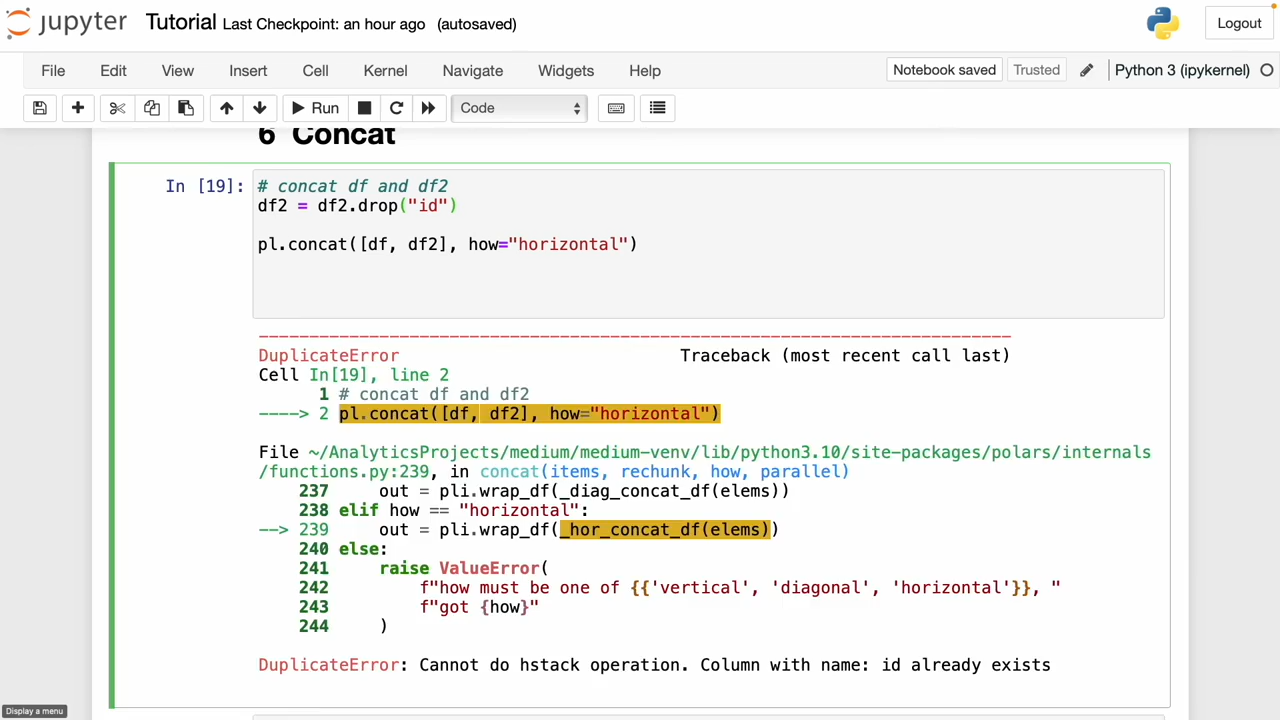 jupyter Tutorial Last Checkpoint: an hour ago (autosaved) Logout
File Edit View Insert Cell Kernel Navigate Widgets Help Notebook saved Trusted Python 3 (ipykernel)
Run Code
6 Concat
In [19]: # concat df and df2
df2 = df2.drop("id")
pl.concat([df, df2], how="horizontal")
---------------------------------------------------------------------------
DuplicateError Traceback (most recent call last)
Cell In[19], line 2
1 # concat df and df2
----> 2 pl.concat([df, df2], how="horizontal")
File ~/AnalyticsProjects/medium/medium-venv/lib/python3.10/site-packages/polars/internals
/functions.py:239, in concat(items, rechunk, how, parallel)
237 out = pli.wrap_df(_diag_concat_df(elems))
238 elif how == "horizontal":
--> 239 out = pli.wrap_df(_hor_concat_df(elems))
240 else:
241 raise ValueError(
242 f"how must be one of {{'vertical', 'diagonal', 'horizontal'}}, "
243 f"got {how}"
244 )
DuplicateError: Cannot do hstack operation. Column with name: id already exists
Display a menu